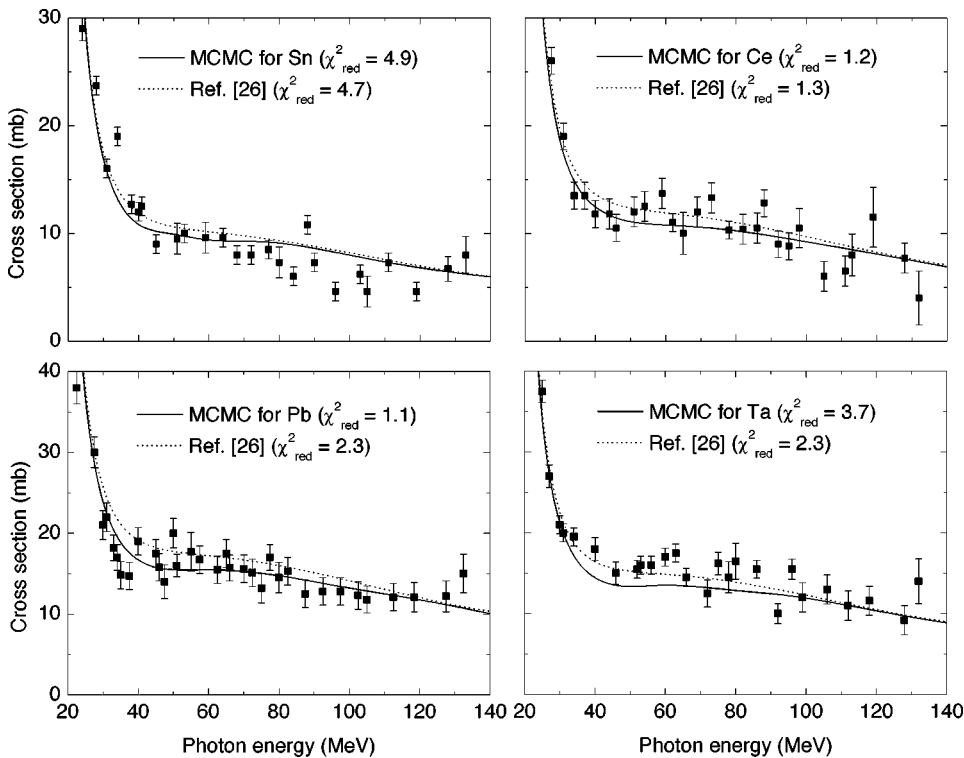 30
20
10
0
Cross section (mb)
MCMC for Sn (χ²red = 4.9)
Ref. [26] (χ²red = 4.7)
MCMC for Ce (χ²red = 1.2)
Ref. [26] (χ²red = 1.3)
40
30
20
10
0
Cross section (mb)
MCMC for Pb (χ²red = 1.1)
Ref. [26] (χ²red = 2.3)
MCMC for Ta (χ²red = 3.7)
Ref. [26] (χ²red = 2.3)
20 40 60 80 100 120 140
20 40 60 80 100 120 140
Photon energy (MeV)
Photon energy (MeV)